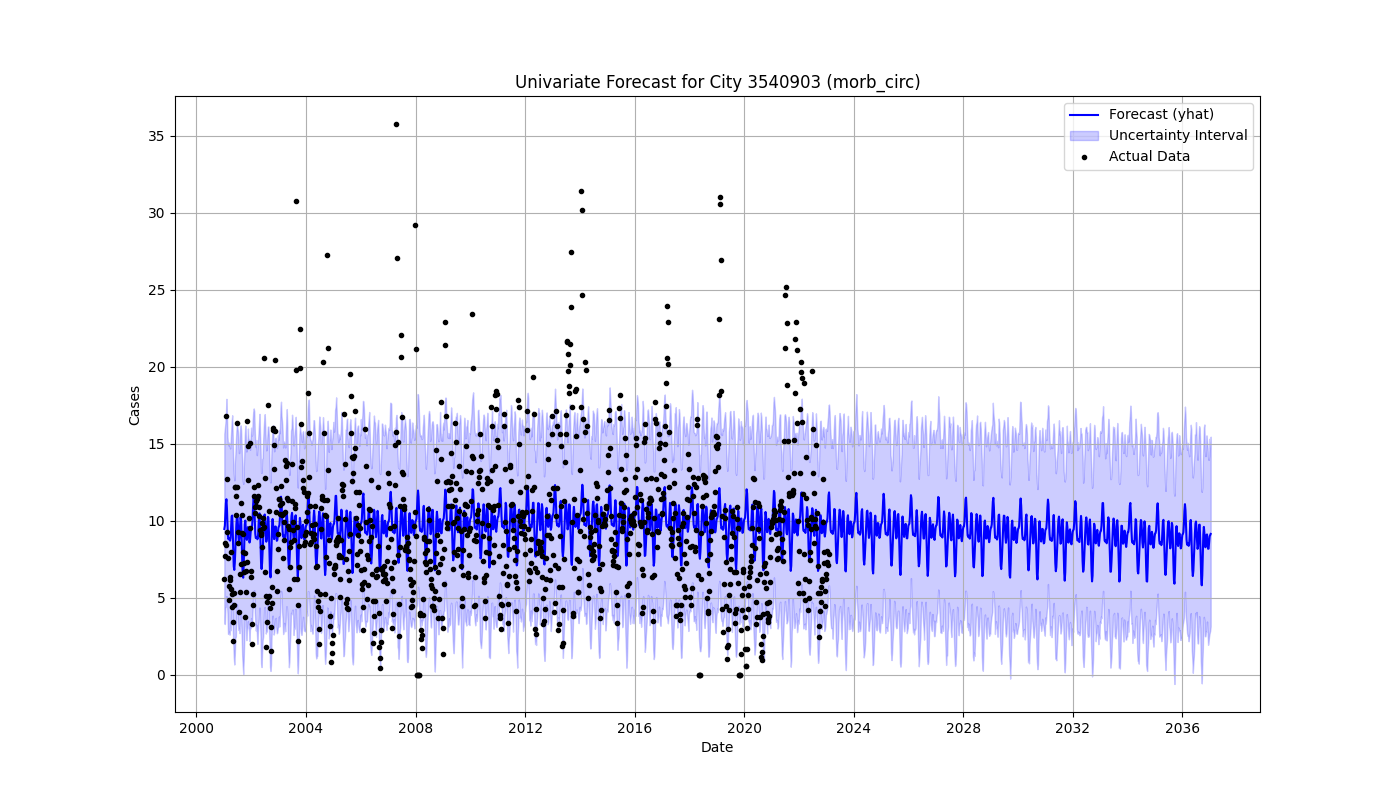 Univariate Forecast for City 3540903 (morb_circ)
Forecast (yhat)
Uncertainty Interval
Actual Data
Cases
35
30
25
20
15
10
5
0
2000 2004 2008 2012 2016 2020 2024 2028 2032 2036
Date